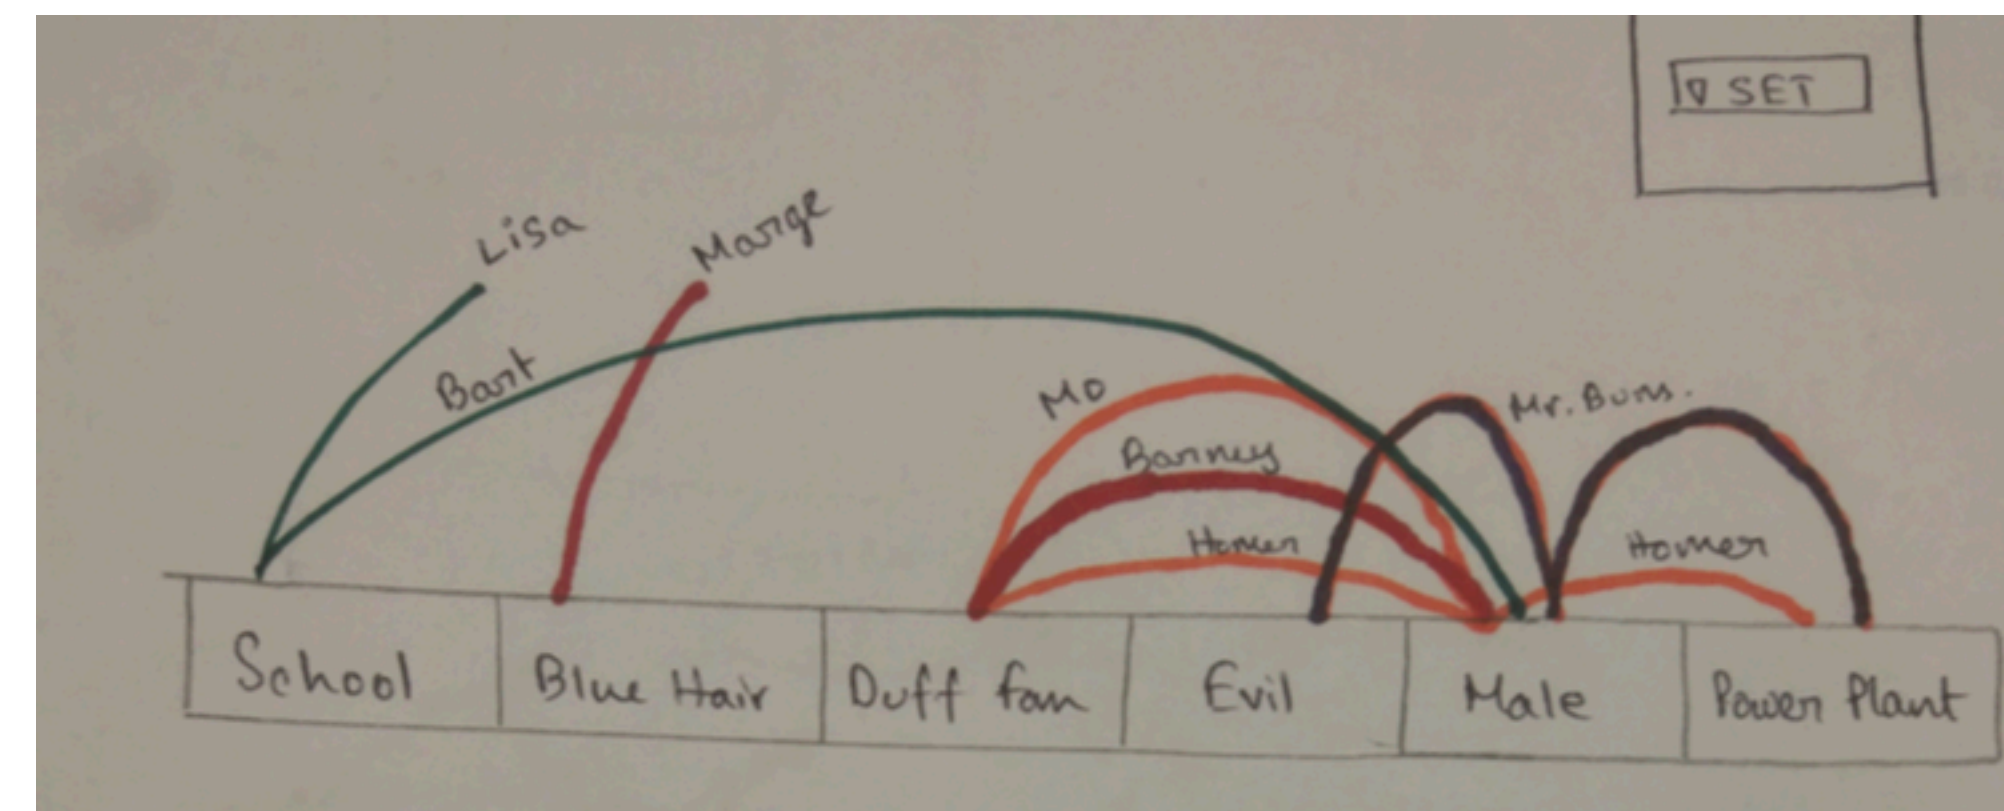 ▽ SET
Lisa
Marge
Bart
Mo
Mr. Burns.
Barney
Homer
Homer
School
Blue Hair
Duff fan
Evil
Male
Power Plant